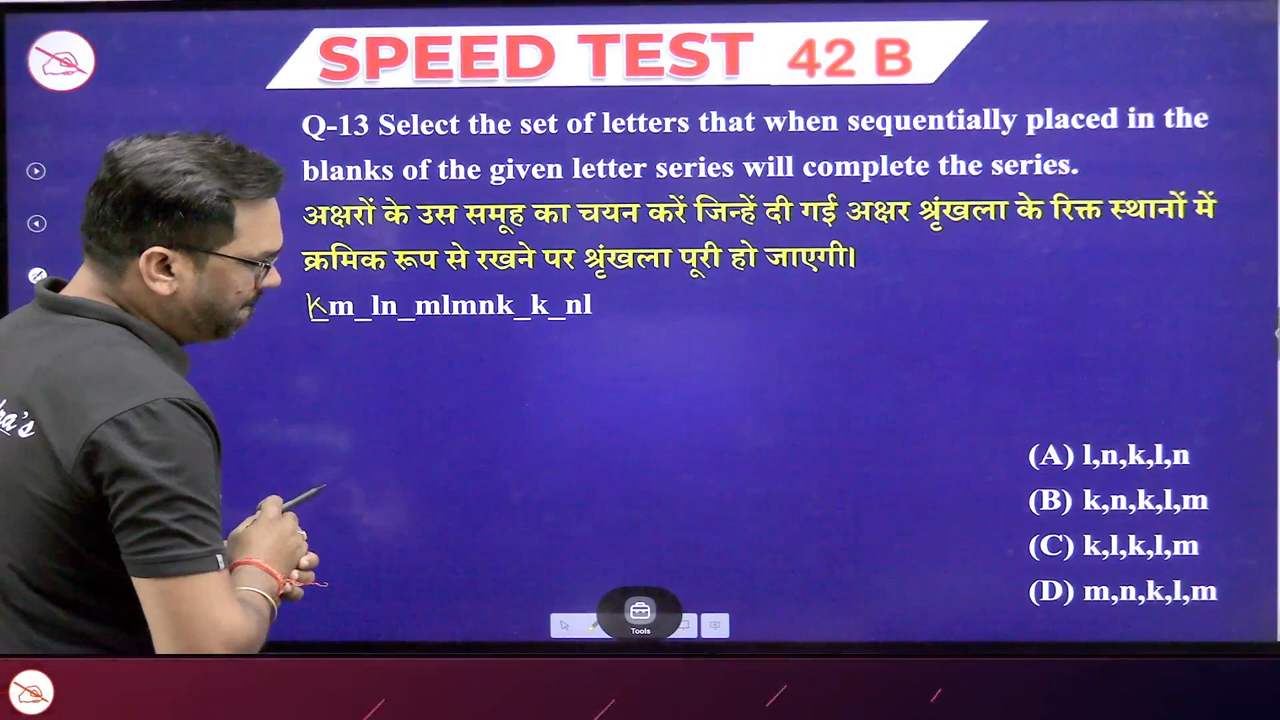 SPEED TEST 42 B
Q-13 Select the set of letters that when sequentially placed in the
blanks of the given letter series will complete the series.
अक्षरों के उस समूह का चयन करें जिन्हें दी गई अक्षर श्रृंखला के रिक्त स्थानों में
क्रमिक रूप से रखने पर श्रृंखला पूरी हो जाएगी।
k_m_ln_mlmnk_k_nl
(A) l,n,k,l,n
(B) k,n,k,l,m
(C) k,l,k,l,m
(D) m,n,k,l,m
Tools